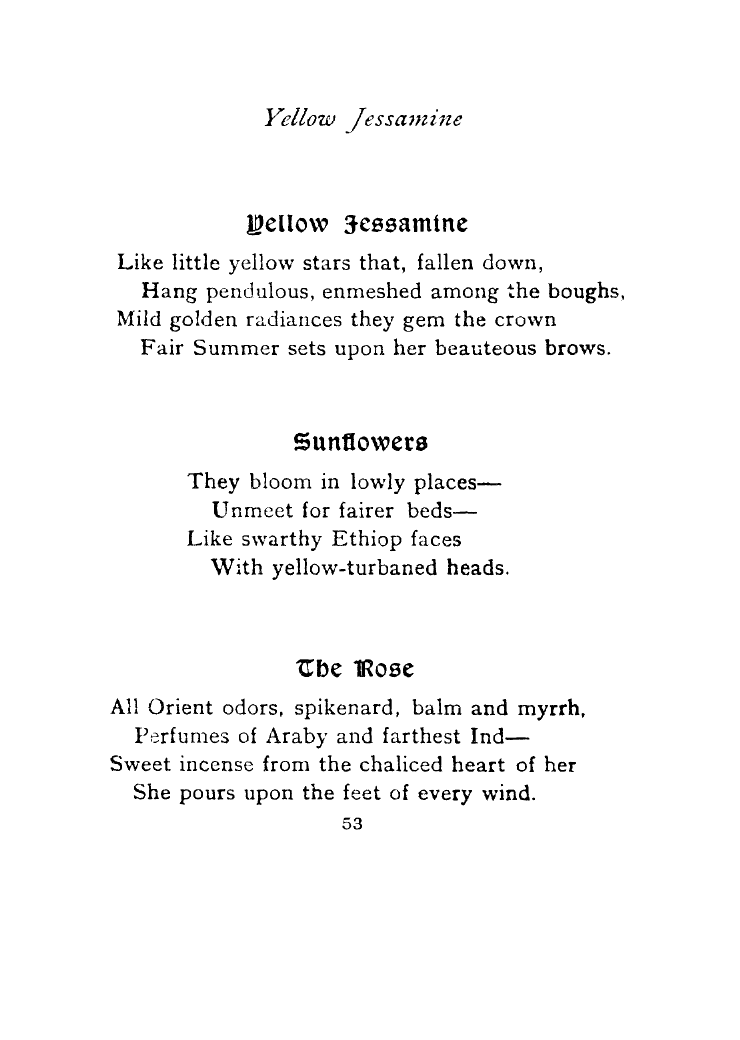 Yellow Jessamine
Yellow Jessamine
Like little yellow stars that, fallen down,
Hang pendulous, enmeshed among the boughs,
Mild golden radiances they gem the crown
Fair Summer sets upon her beauteous brows.
Sunflowers
They bloom in lowly places—
Unmeet for fairer beds—
Like swarthy Ethiop faces
With yellow-turbaned heads.
The Rose
All Orient odors, spikenard, balm and myrrh,
Perfumes of Araby and farthest Ind—
Sweet incense from the chaliced heart of her
She pours upon the feet of every wind.
53